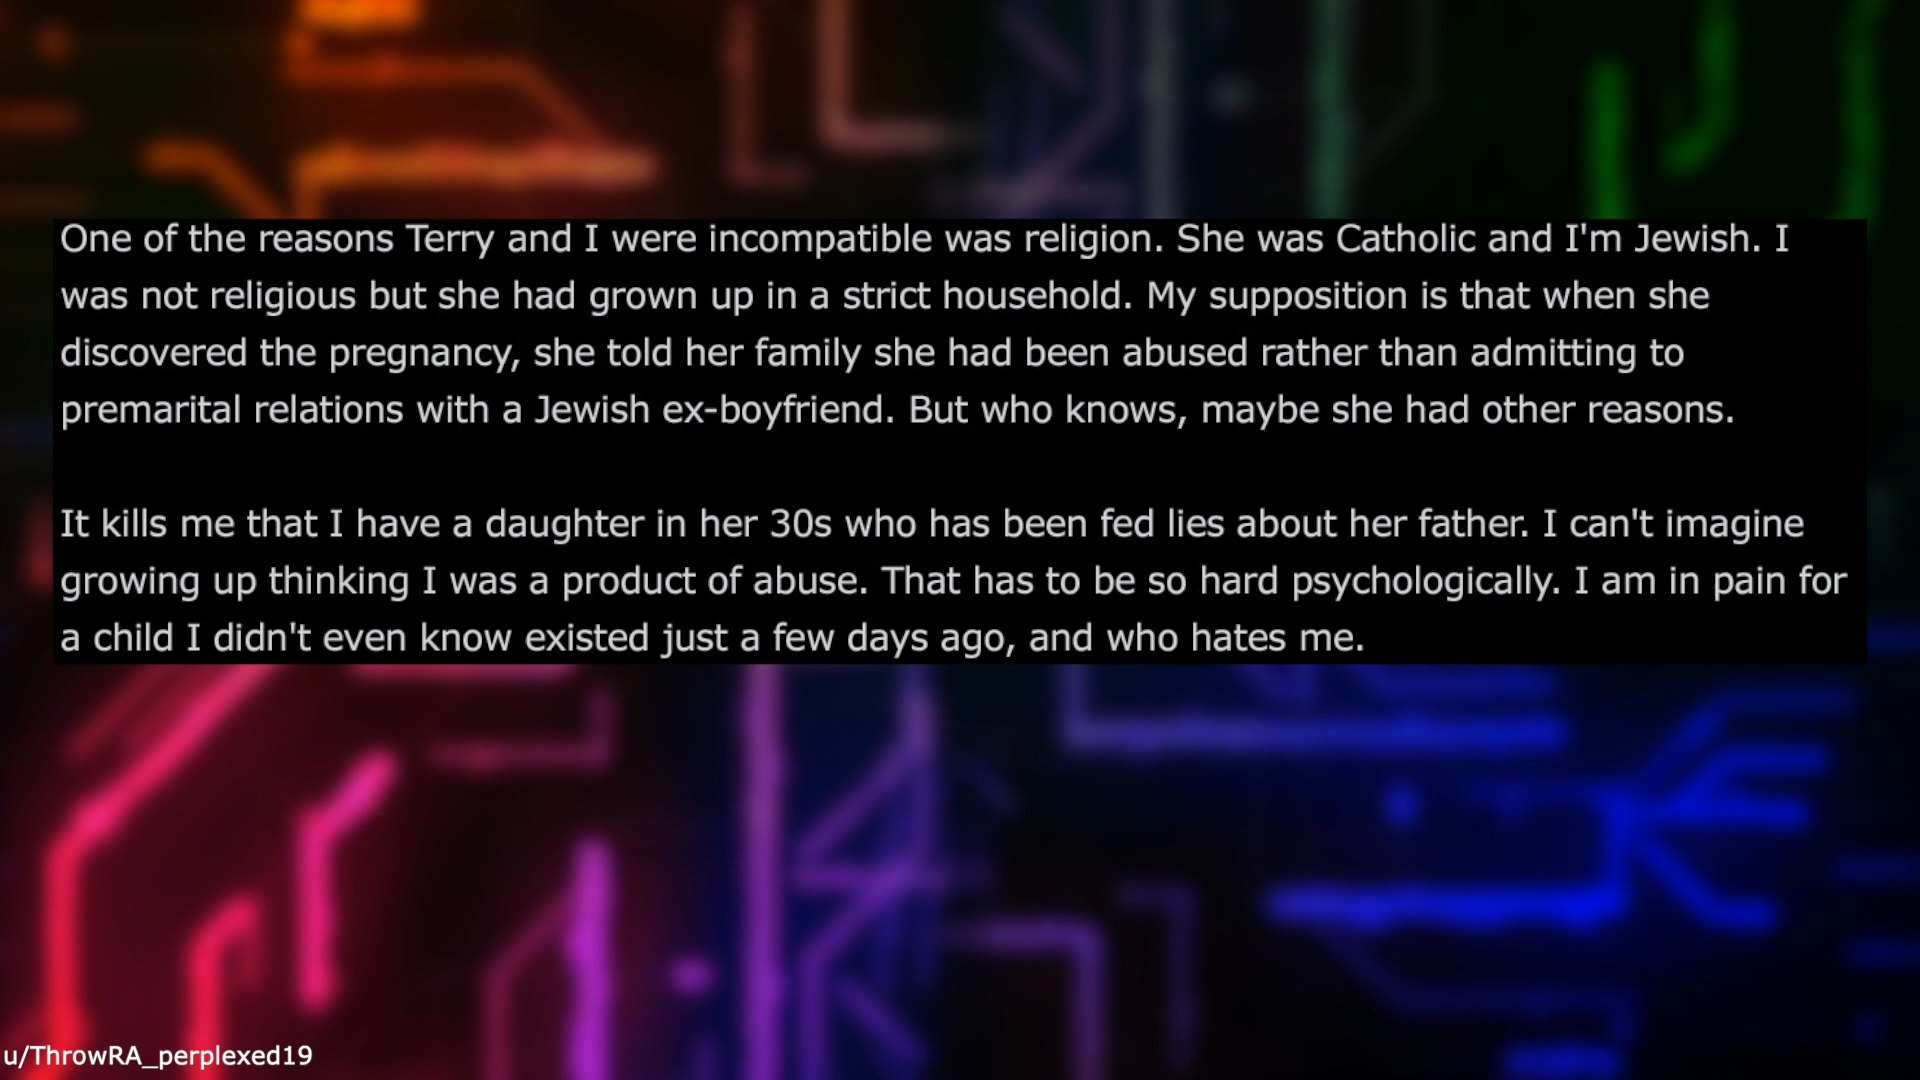 One of the reasons Terry and I were incompatible was religion. She was Catholic and I'm Jewish. I
was not religious but she had grown up in a strict household. My supposition is that when she
discovered the pregnancy, she told her family she had been abused rather than admitting to
premarital relations with a Jewish ex-boyfriend. But who knows, maybe she had other reasons.
It kills me that I have a daughter in her 30s who has been fed lies about her father. I can't imagine
growing up thinking I was a product of abuse. That has to be so hard psychologically. I am in pain for
a child I didn't even know existed just a few days ago, and who hates me.
u/ThrowRA_perplexed19